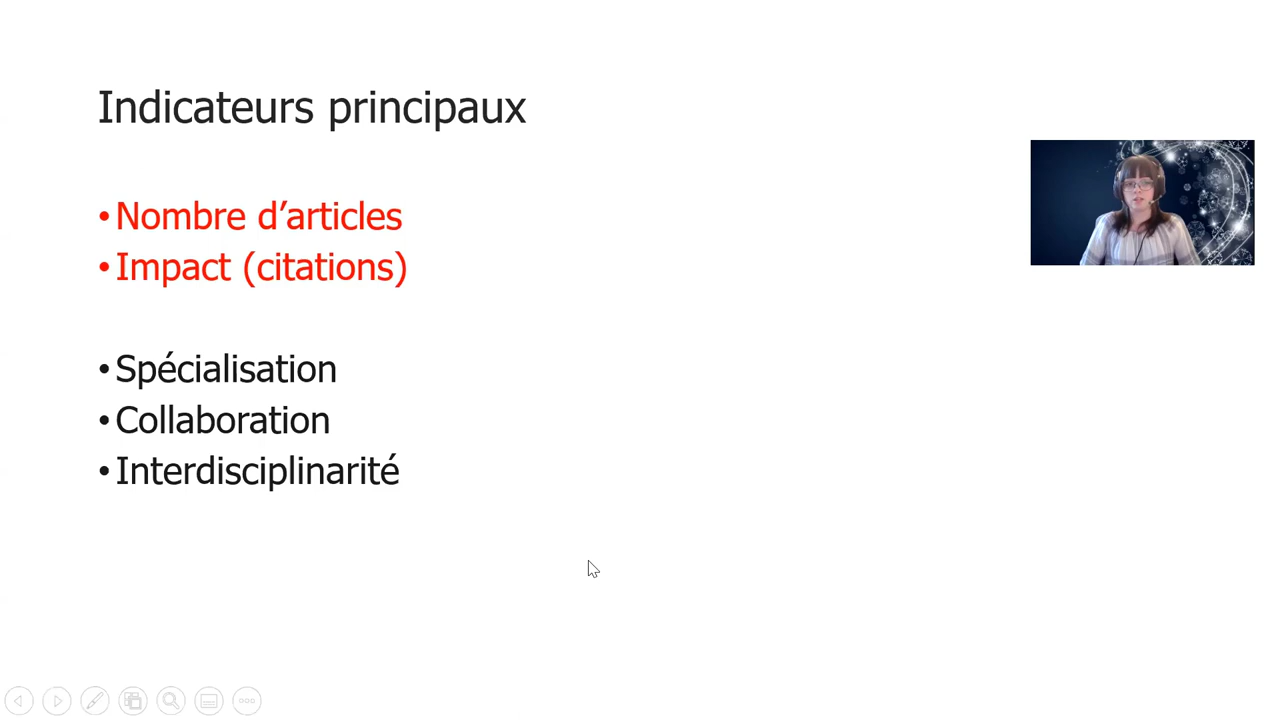 Indicateurs principaux
•Nombre d’articles
•Impact (citations)
•Spécialisation
•Collaboration
•Interdisciplinarité